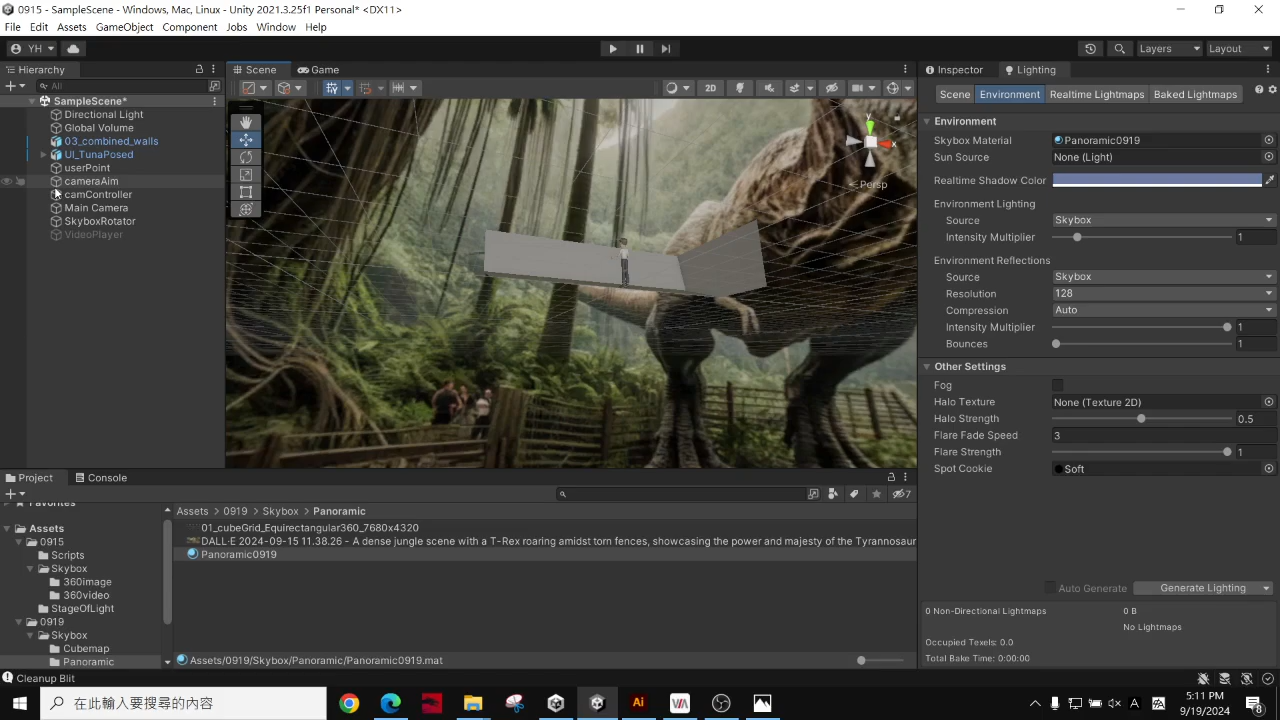 0915 - SampleScene - Windows, Mac, Linux - Unity 2021.3.25f1 Personal* <DX11>
File Edit Assets GameObject Component Jobs Window Help
YH Layers Layout
Hierarchy Scene Game Inspector Lighting
All 2D
Scene Environment Realtime Lightmaps Baked Lightmaps
SampleScene*
Directional Light
Global Volume
03_combined_walls
UI_TunaPosed
userPoint
cameraAim
camController
Main Camera
SkyboxRotator
VideoPlayer
y
x
Persp
Environment
Skybox Material Panoramic0919
Sun Source None (Light)
Realtime Shadow Color
Environment Lighting
Source Skybox
Intensity Multiplier 1
Environment Reflections
Source Skybox
Resolution 128
Compression Auto
Intensity Multiplier 1
Bounces 1
Other Settings
Fog
Halo Texture None (Texture 2D)
Halo Strength 0.5
Flare Fade Speed 3
Flare Strength 1
Spot Cookie Soft
Auto Generate Generate Lighting
0 Non-Directional Lightmaps 0 B
No Lightmaps
Occupied Texels: 0.0
Total Bake Time: 0:00:00
Project Console
7
Favorites
Assets
0915
Scripts
Skybox
360image
360video
StageOfLight
0919
Skybox
Cubemap
Panoramic
Assets > 0919 > Skybox > Panoramic
01_cubeGrid_Equirectangular360_7680x4320
DALL·E 2024-09-15 11.38.26 - A dense jungle scene with a T-Rex roaring amidst torn fences, showcasing the power and majesty of the Tyrannosaur
Panoramic0919
Assets/0919/Skybox/Panoramic/Panoramic0919.mat
Cleanup Blit
在此輸入要搜尋的內容
Ai
A
5:11 PM
9/19/2024
8